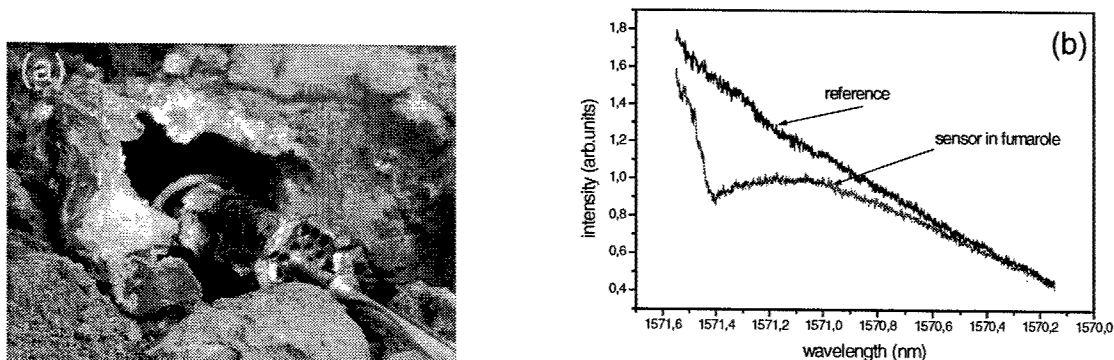 (a)
(b)
1,8
1,6
1,4
1,2
1,0
0,8
0,6
0,4
intensity (arb.units)
reference
sensor in fumarole
1571,6 1571,4 1571,2 1571,0 1570,8 1570,6 1570,4 1570,2 1570,0
wavelength (nm)